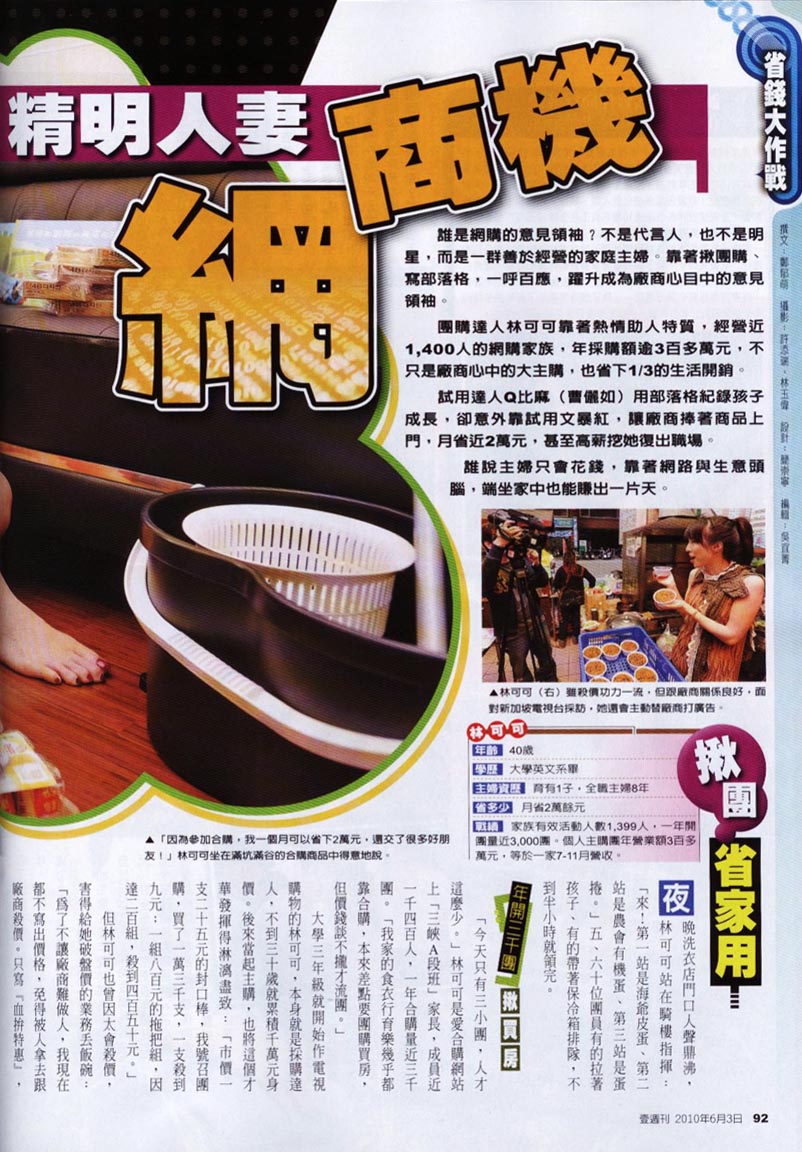 省錢大作戰
精明人妻
網商機
撰文：鄭郁萌　攝影：許添瑞、林玉偉　設計：簡崇寧　編輯：吳宜菁
誰是網購的意見領袖？不是代言人，也不是明
星，而是一群善於經營的家庭主婦。靠著揪團購、
寫部落格，一呼百應，躍升成為廠商心目中的意見
領袖。
團購達人林可可靠著熱情助人特質，經營近
1,400人的網購家族，年採購額逾3百多萬元，不
只是廠商心中的大主購，也省下1/3的生活開銷。
試用達人Q比麻（曹儷如）用部落格紀錄孩子
成長，卻意外靠試用文暴紅，讓廠商捧著商品上
門，月省近2萬元，甚至高薪挖她復出職場。
誰說主婦只會花錢，靠著網路與生意頭
腦，端坐家中也能賺出一片天。
▲林可可（右）雖殺價功力一流，但跟廠商關係良好，面
對新加坡電視台採訪，她還會主動替廠商打廣告。
林可可
年齡 40歲
學歷 大學英文系畢
主婦資歷 育有1子，全職主婦8年
省多少 月省2萬餘元
戰績 家族有效活動人數1,399人，一年開
團量近3,000團。個人主購團年營業額3百多
萬元，等於一家7-11月營收。
▲「因為參加合購，我一個月可以省下2萬元，還交了很多好朋
友！」林可可坐在滿坑滿谷的合購商品中得意地說。
揪團省家用
夜晚洗衣店門口人聲鼎沸，
林可可站在騎樓指揮：
「來！第一站是海爺皮蛋、第二
站是農會有機蛋、第三站是蛋
捲。」五、六十位團員有的拉著
孩子、有的帶著保冷箱排隊，不
到半小時就領完。
年開三千團 揪買房
「今天只有三小團，人才
這麼少。」林可可是愛合購網站
上「三峽A段班」家長，成員近
一千四百人，一年合購量近三千
團。「我家的食衣行育樂幾乎都
靠合購，本來差點要團購買房，
但價錢談不攏才流團。」
大學三年級就開始作電視
購物的林可可，本身就是採購達
人，不到三十歲就累積千萬元身
價。後來當起主購，也將這個才
華發揮得淋漓盡致：「市價一
支二十五元的封口棒，我號召團
購，買了一萬三千支，一支殺到
九元；一組八百元的拖把組，因
達二百組，殺到四百五十元。」
但林可可也曾因太會殺價，
害得給她破盤價的業務丟飯碗：
「為了不讓廠商難做人，我現在
都不寫出價格，免得被人拿去跟
廠商殺價。只寫『血拚特惠』，
壹週刊 2010年6月3日 92